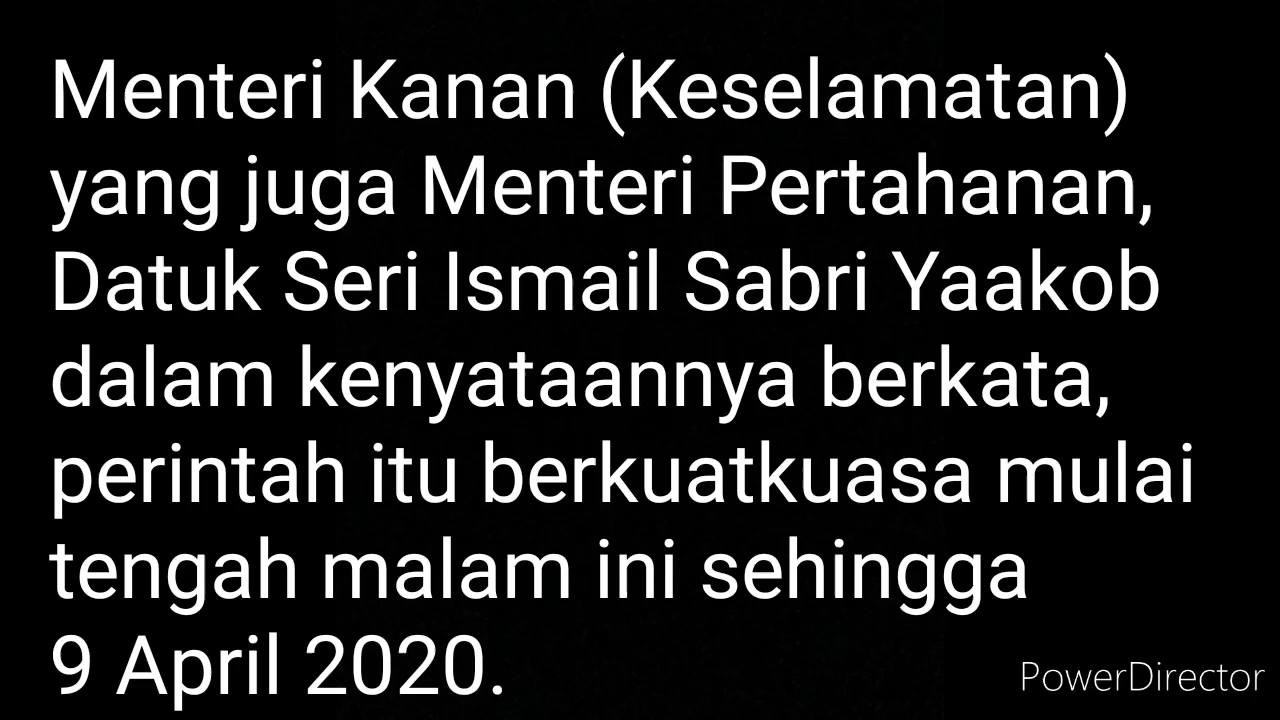 Menteri Kanan (Keselamatan)
yang juga Menteri Pertahanan,
Datuk Seri Ismail Sabri Yaakob
dalam kenyataannya berkata,
perintah itu berkuatkuasa mulai
tengah malam ini sehingga
9 April 2020.
PowerDirector